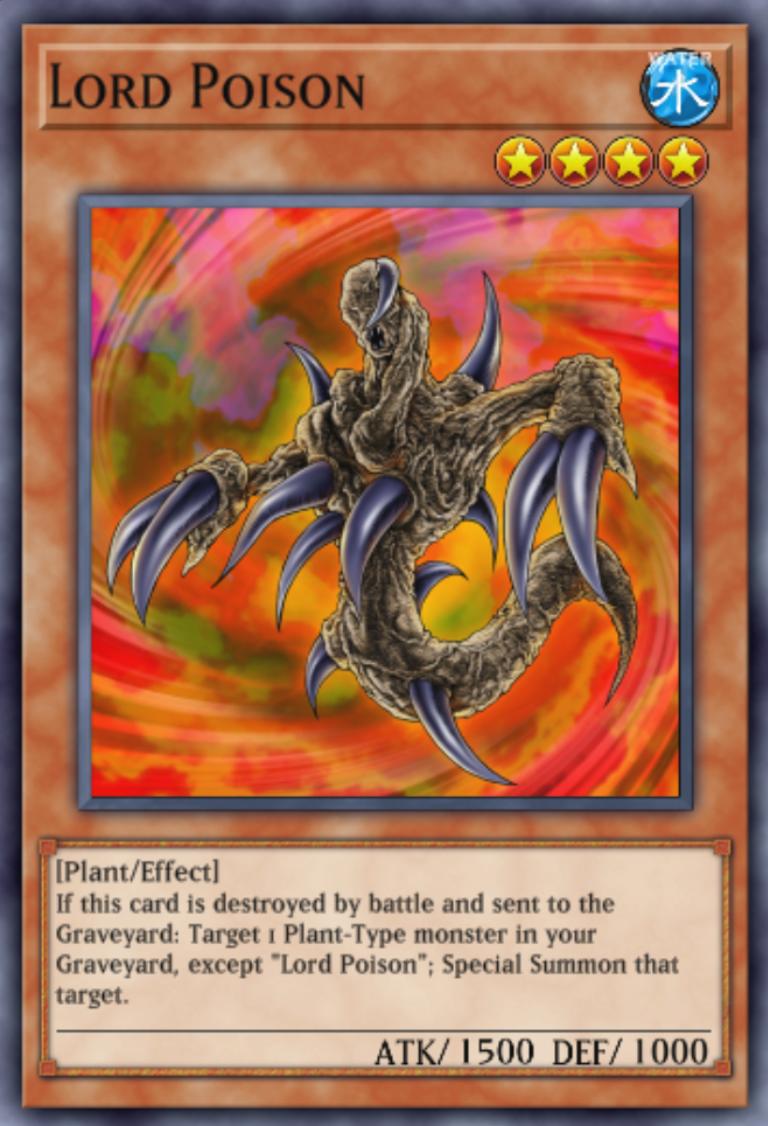 LORD POISON
WATER
水
[Plant/Effect]
If this card is destroyed by battle and sent to the
Graveyard: Target 1 Plant-Type monster in your
Graveyard, except "Lord Poison"; Special Summon that
target.
ATK/ 1500 DEF/ 1000